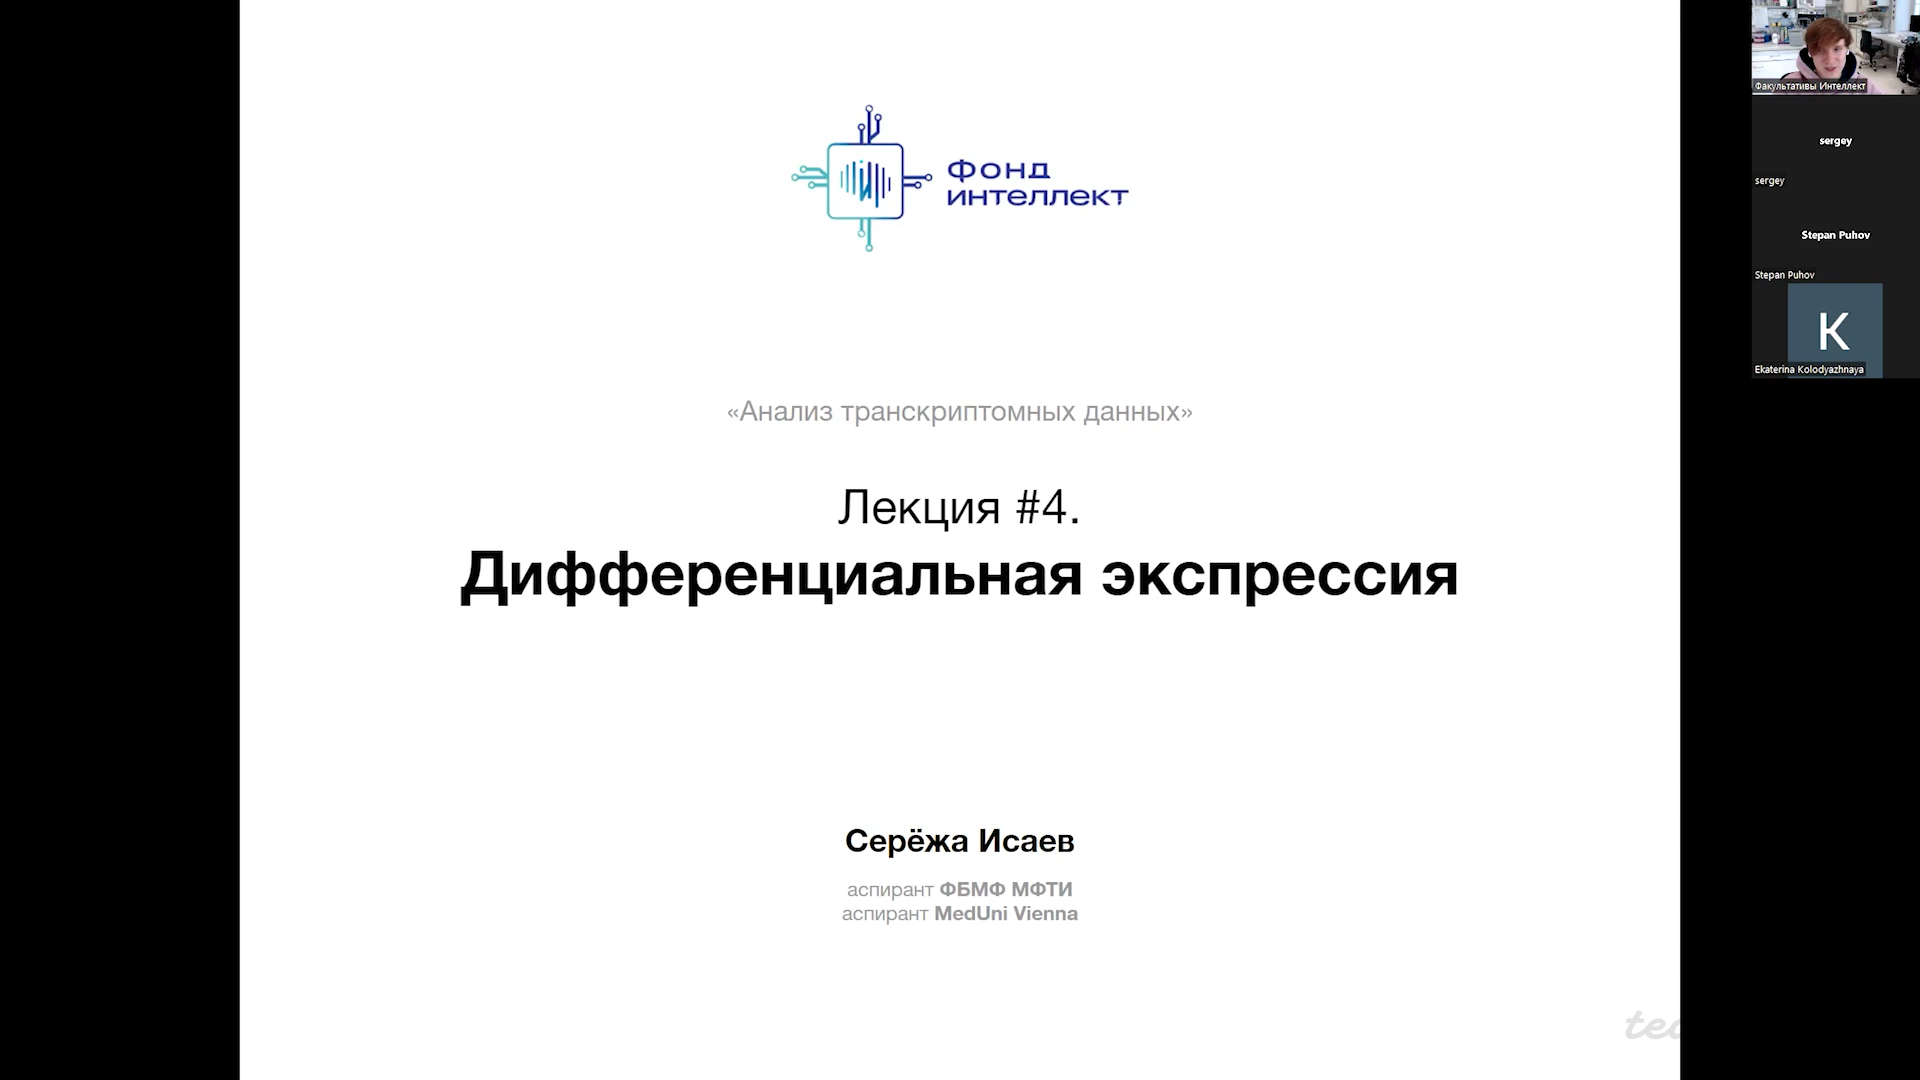 Фонд
интеллект
«Анализ транскриптомных данных»
Лекция #4.
Дифференциальная экспрессия
Серёжа Исаев
аспирант ФБМФ МФТИ
аспирант MedUni Vienna
Факультативы Интеллект
sergey
sergey
Stepan Puhov
Stepan Puhov
K
Ekaterina Kolodyazhnaya